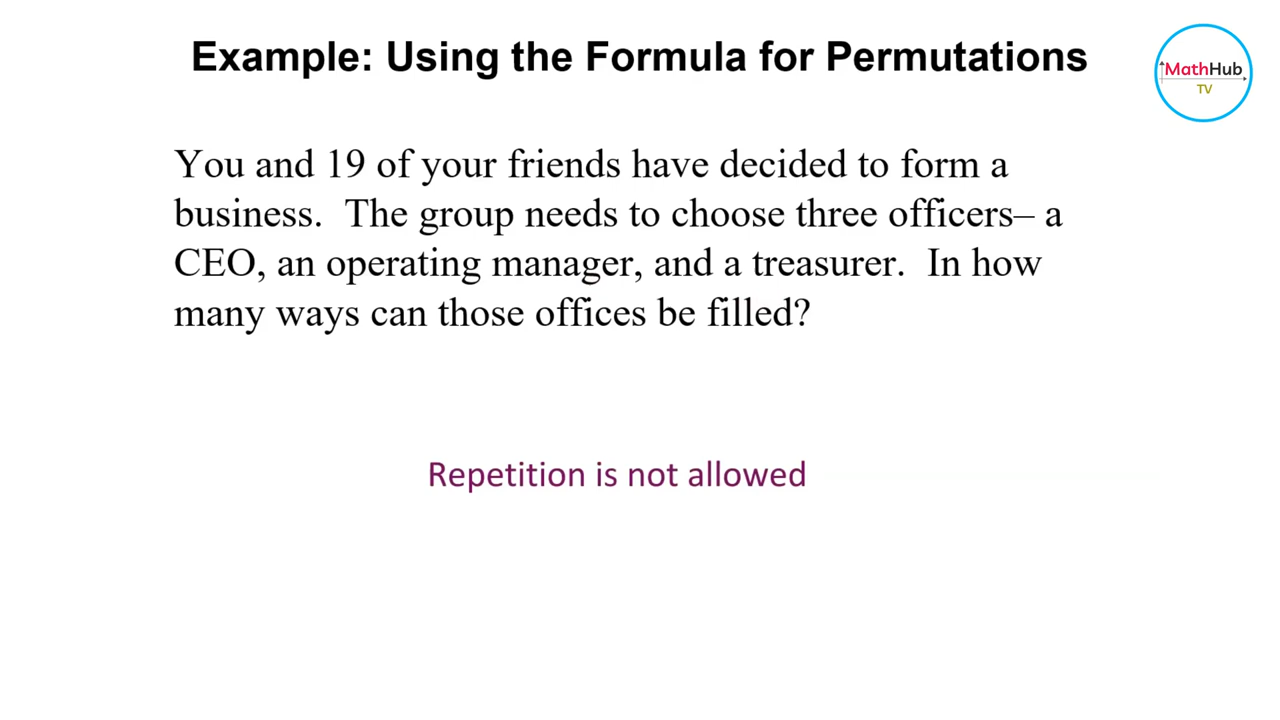 Example: Using the Formula for Permutations
MathHub
TV
You and 19 of your friends have decided to form a
business.  The group needs to choose three officers– a
CEO, an operating manager, and a treasurer.  In how
many ways can those offices be filled?
Repetition is not allowed